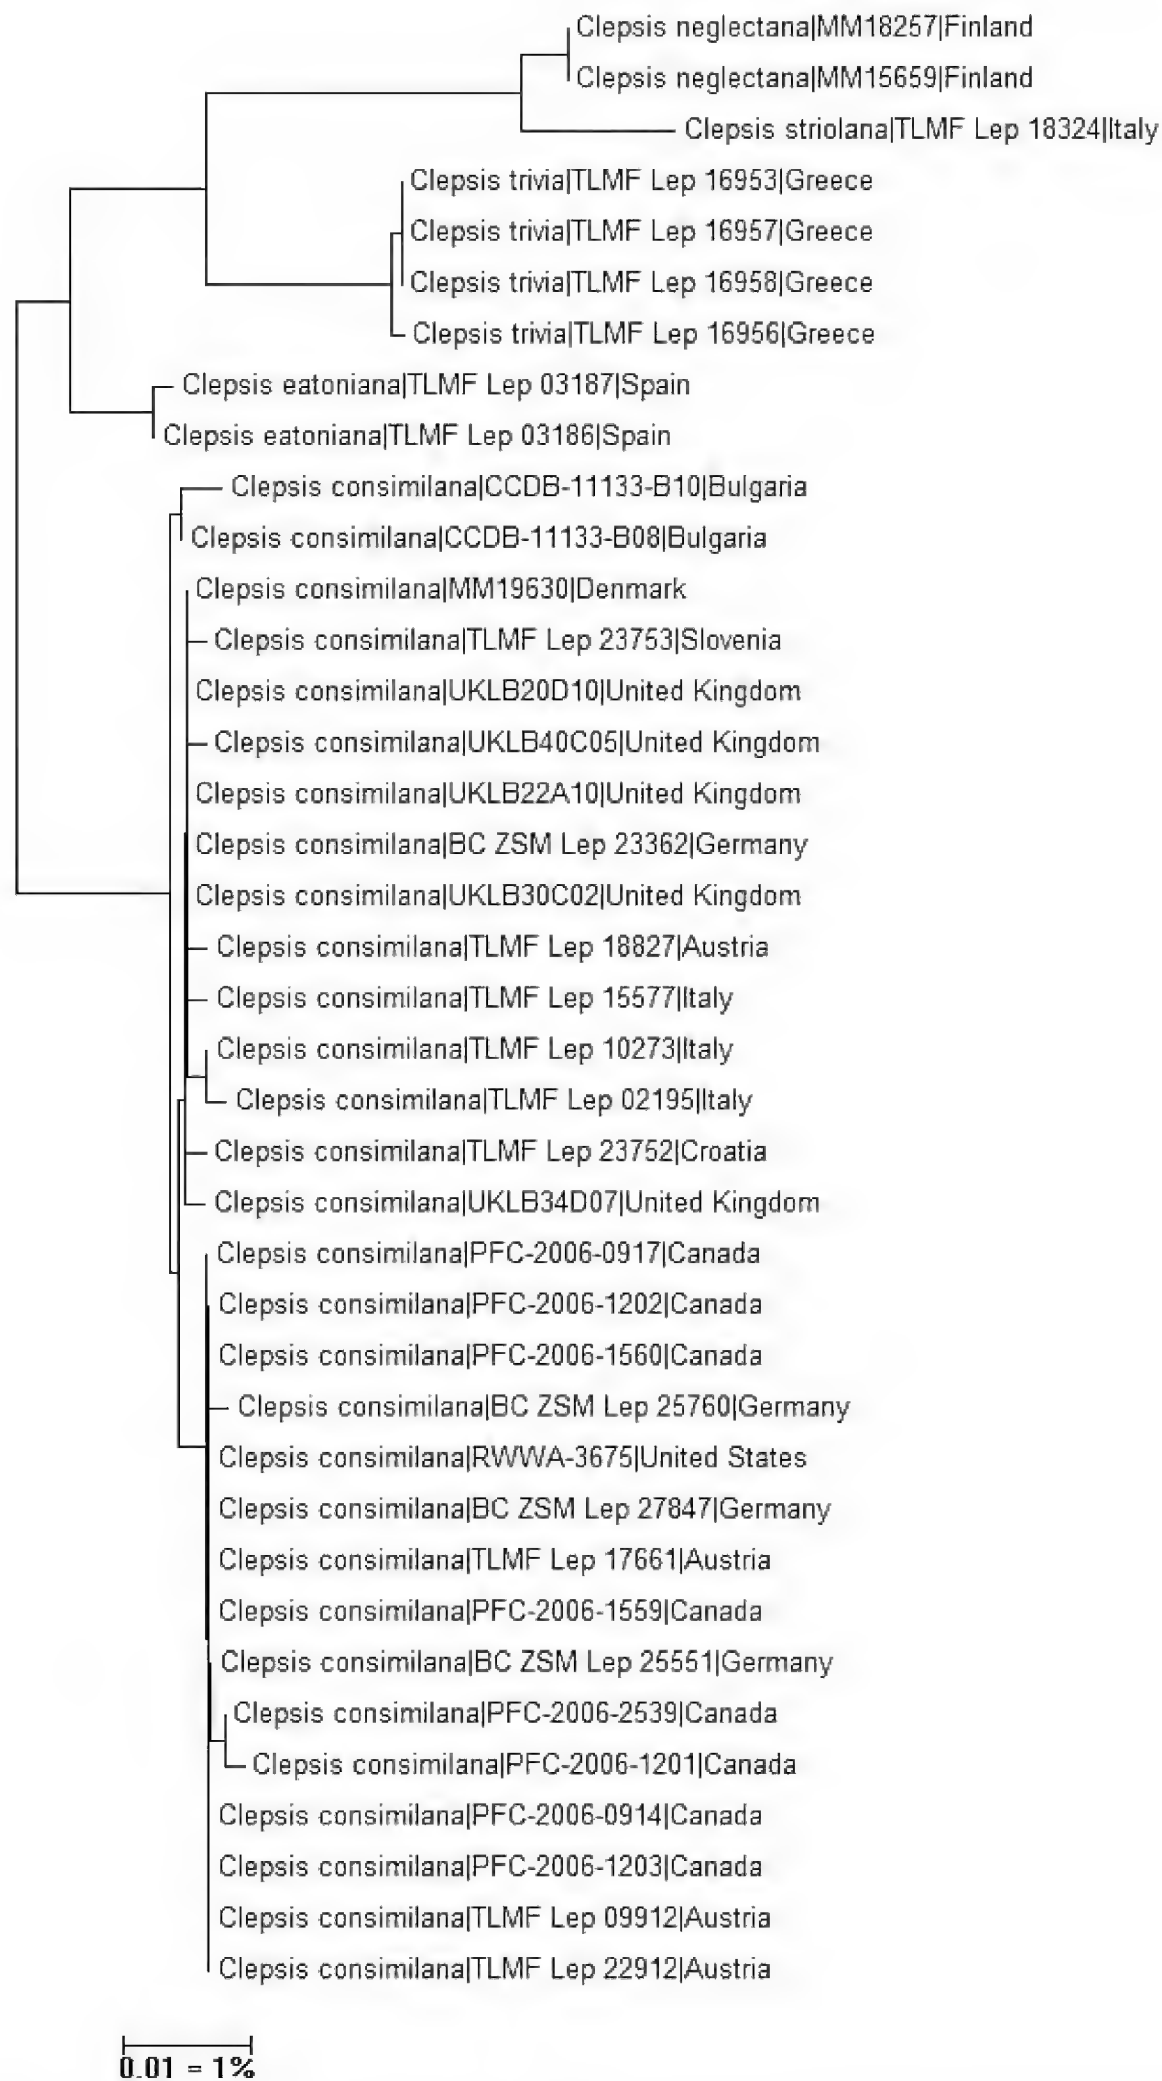 Clepsis neglectana|MM18257|Finland
Clepsis neglectana|MM15659|Finland
Clepsis striolana|TLMF Lep 18324|Italy
Clepsis trivia|TLMF Lep 16953|Greece
Clepsis trivia|TLMF Lep 16957|Greece
Clepsis trivia|TLMF Lep 16958|Greece
Clepsis trivia|TLMF Lep 16956|Greece
Clepsis eatoniana|TLMF Lep 03187|Spain
Clepsis eatoniana|TLMF Lep 03186|Spain
Clepsis consimilana|CCDB-11133-B10|Bulgaria
Clepsis consimilana|CCDB-11133-B08|Bulgaria
Clepsis consimilana|MM19630|Denmark
Clepsis consimilana|TLMF Lep 23753|Slovenia
Clepsis consimilana|UKLB20D10|United Kingdom
Clepsis consimilana|UKLB40C05|United Kingdom
Clepsis consimilana|UKLB22A10|United Kingdom
Clepsis consimilana|BC ZSM Lep 23362|Germany
Clepsis consimilana|UKLB30C02|United Kingdom
Clepsis consimilana|TLMF Lep 18827|Austria
Clepsis consimilana|TLMF Lep 15577|Italy
Clepsis consimilana|TLMF Lep 10273|Italy
Clepsis consimilana|TLMF Lep 02195|Italy
Clepsis consimilana|TLMF Lep 23752|Croatia
Clepsis consimilana|UKLB34D07|United Kingdom
Clepsis consimilana|PFC-2006-0917|Canada
Clepsis consimilana|PFC-2006-1202|Canada
Clepsis consimilana|PFC-2006-1560|Canada
Clepsis consimilana|BC ZSM Lep 25760|Germany
Clepsis consimilana|RWWA-3675|United States
Clepsis consimilana|BC ZSM Lep 27847|Germany
Clepsis consimilana|TLMF Lep 17661|Austria
Clepsis consimilana|PFC-2006-1559|Canada
Clepsis consimilana|BC ZSM Lep 25551|Germany
Clepsis consimilana|PFC-2006-2539|Canada
Clepsis consimilana|PFC-2006-1201|Canada
Clepsis consimilana|PFC-2006-0914|Canada
Clepsis consimilana|PFC-2006-1203|Canada
Clepsis consimilana|TLMF Lep 09912|Austria
Clepsis consimilana|TLMF Lep 22912|Austria
0.01 = 1%